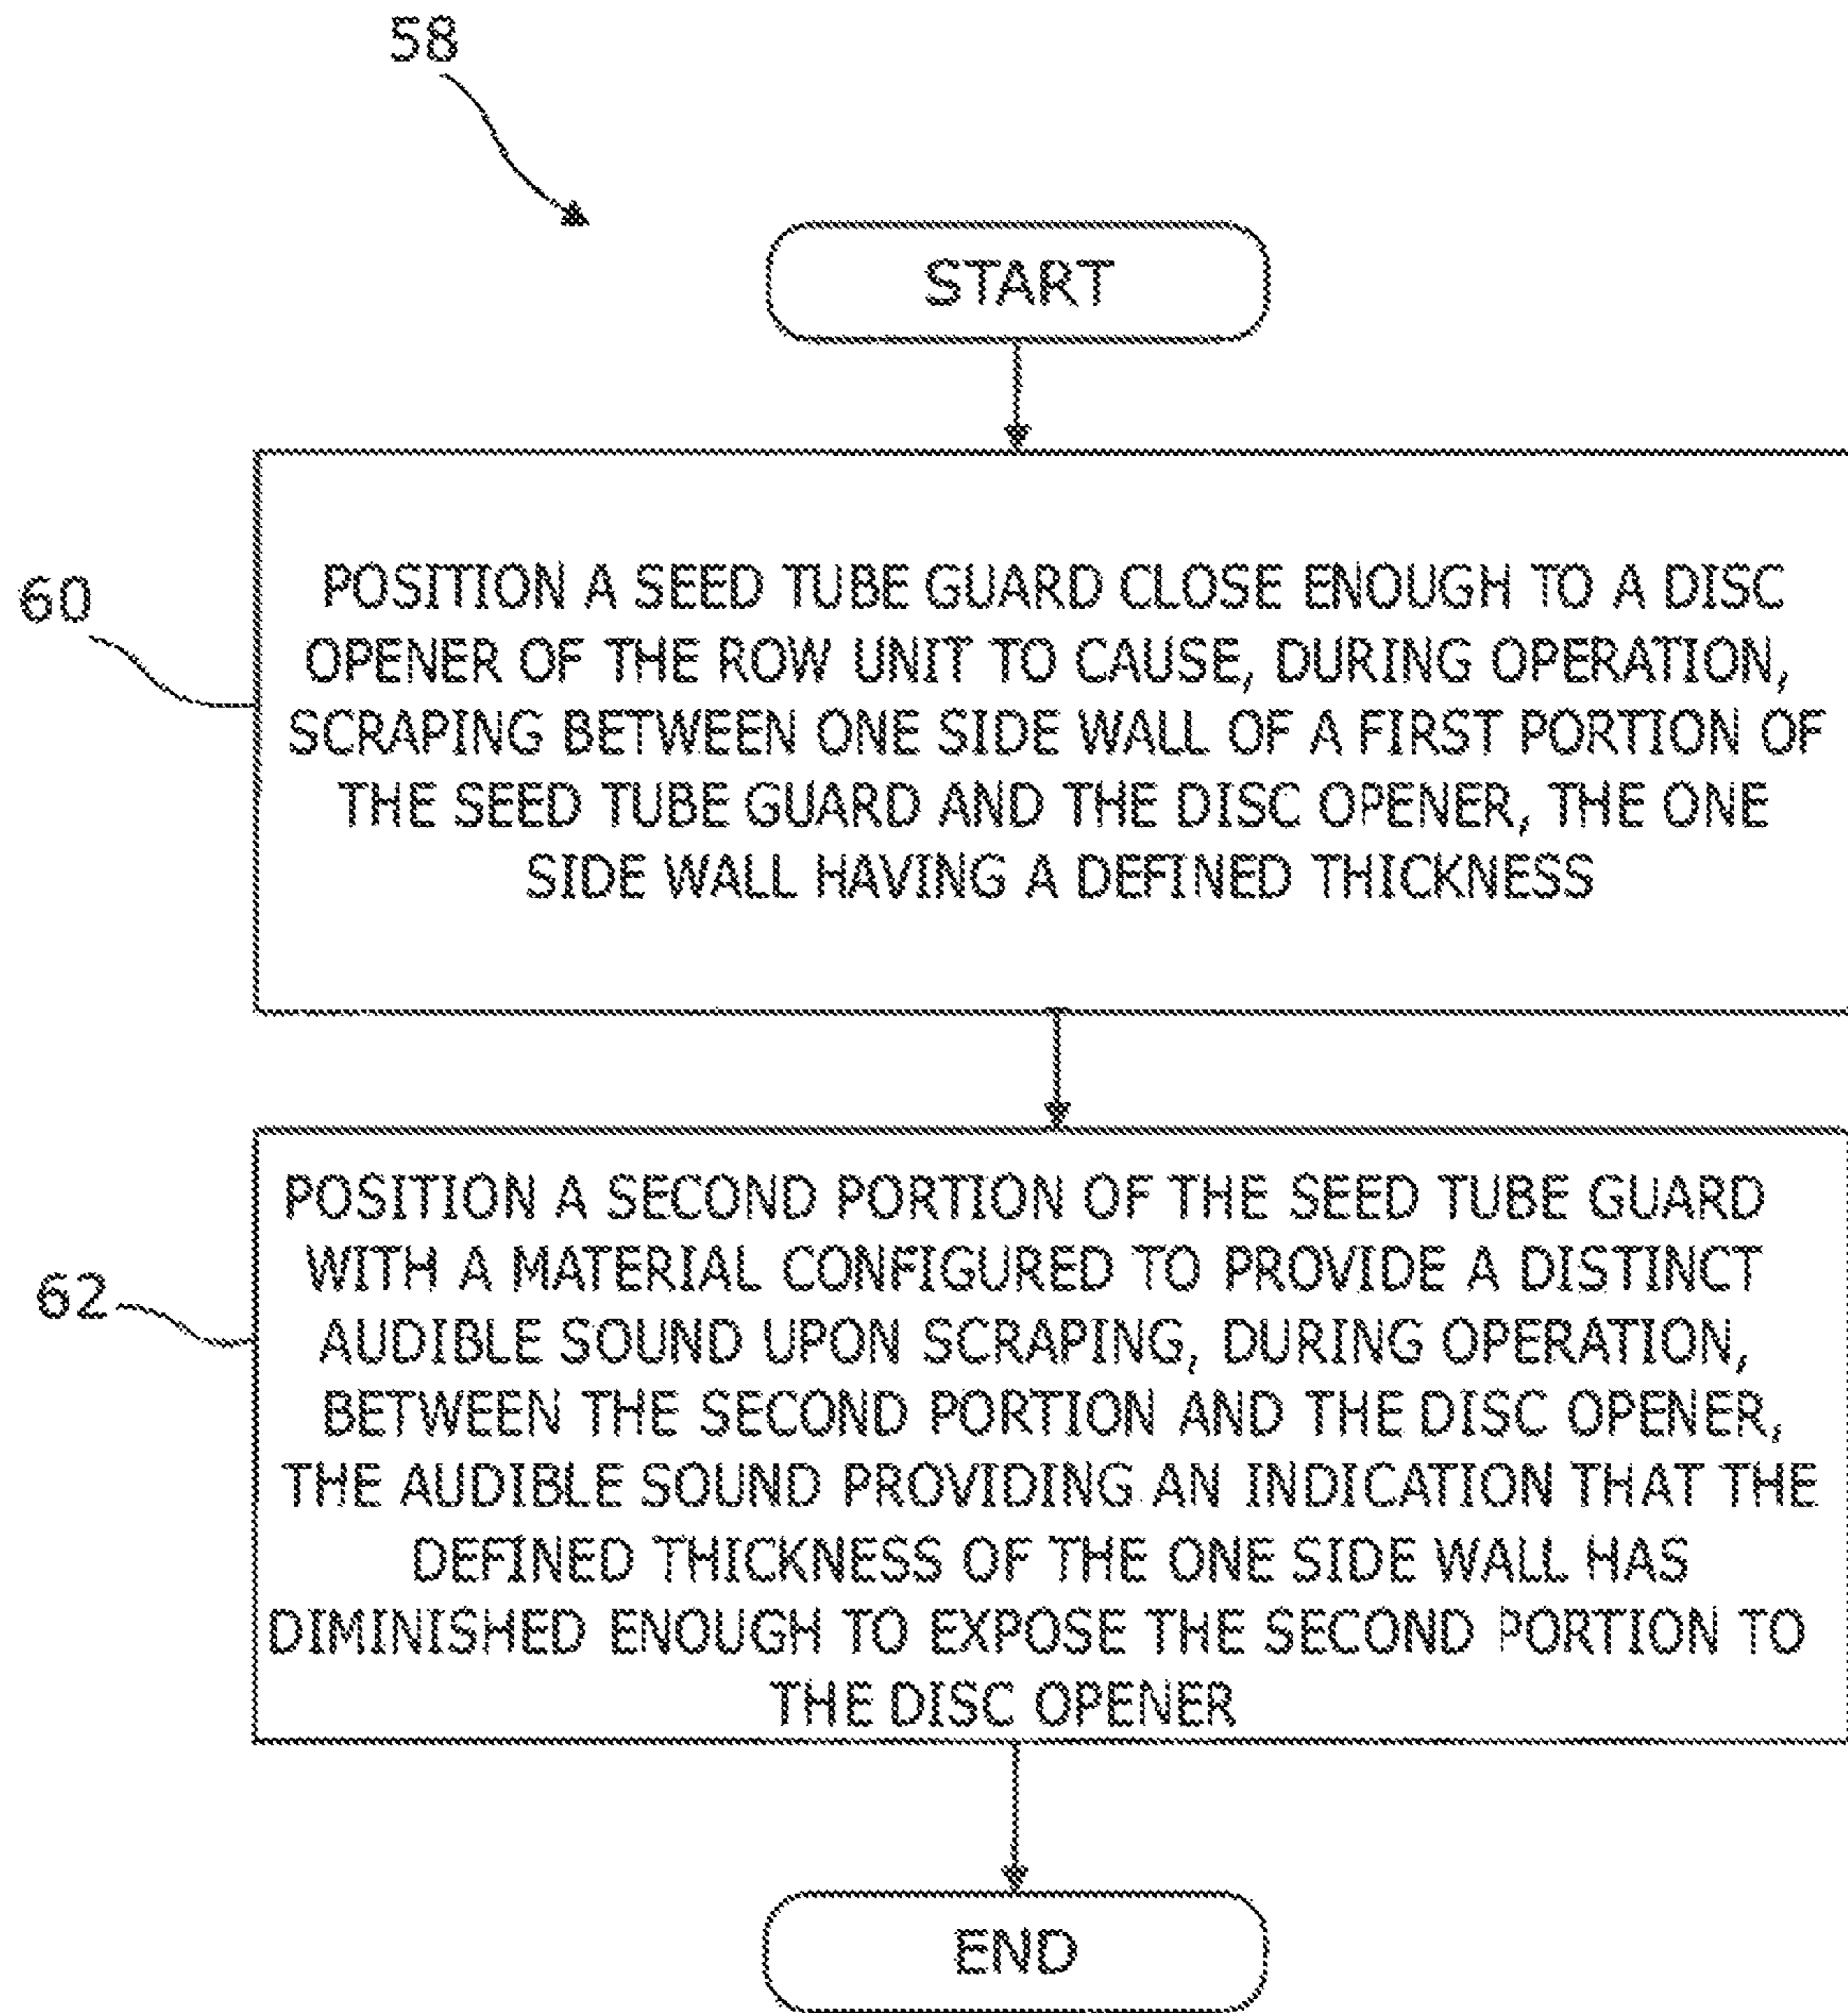 58
START
60
POSITION A SEED TUBE GUARD CLOSE ENOUGH TO A DISC
OPENER OF THE ROW UNIT TO CAUSE, DURING OPERATION,
SCRAPING BETWEEN ONE SIDE WALL OF A FIRST PORTION OF
THE SEED TUBE GUARD AND THE DISC OPENER, THE ONE
SIDE WALL HAVING A DEFINED THICKNESS
62
POSITION A SECOND PORTION OF THE SEED TUBE GUARD
WITH A MATERIAL CONFIGURED TO PROVIDE A DISTINCT
AUDIBLE SOUND UPON SCRAPING, DURING OPERATION,
BETWEEN THE SECOND PORTION AND THE DISC OPENER,
THE AUDIBLE SOUND PROVIDING AN INDICATION THAT THE
DEFINED THICKNESS OF THE ONE SIDE WALL HAS
DIMINISHED ENOUGH TO EXPOSE THE SECOND PORTION TO
THE DISC OPENER
END